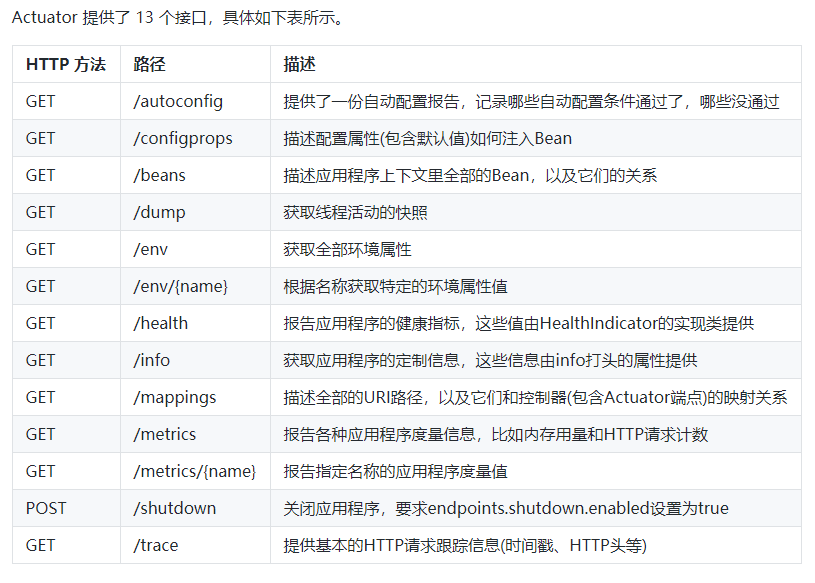 Actuator 提供了 13 个接口，具体如下表所示。
HTTP 方法 路径 描述
GET /autoconfig 提供了一份自动配置报告，记录哪些自动配置条件通过了，哪些没通过
GET /configprops 描述配置属性(包含默认值)如何注入Bean
GET /beans 描述应用程序上下文里全部的Bean，以及它们的关系
GET /dump 获取线程活动的快照
GET /env 获取全部环境属性
GET /env/{name} 根据名称获取特定的环境属性值
GET /health 报告应用程序的健康指标，这些值由HealthIndicator的实现类提供
GET /info 获取应用程序的定制信息，这些信息由info打头的属性提供
GET /mappings 描述全部的URI路径，以及它们和控制器(包含Actuator端点)的映射关系
GET /metrics 报告各种应用程序度量信息，比如内存用量和HTTP请求计数
GET /metrics/{name} 报告指定名称的应用程序度量值
POST /shutdown 关闭应用程序，要求endpoints.shutdown.enabled设置为true
GET /trace 提供基本的HTTP请求跟踪信息(时间戳、HTTP头等)